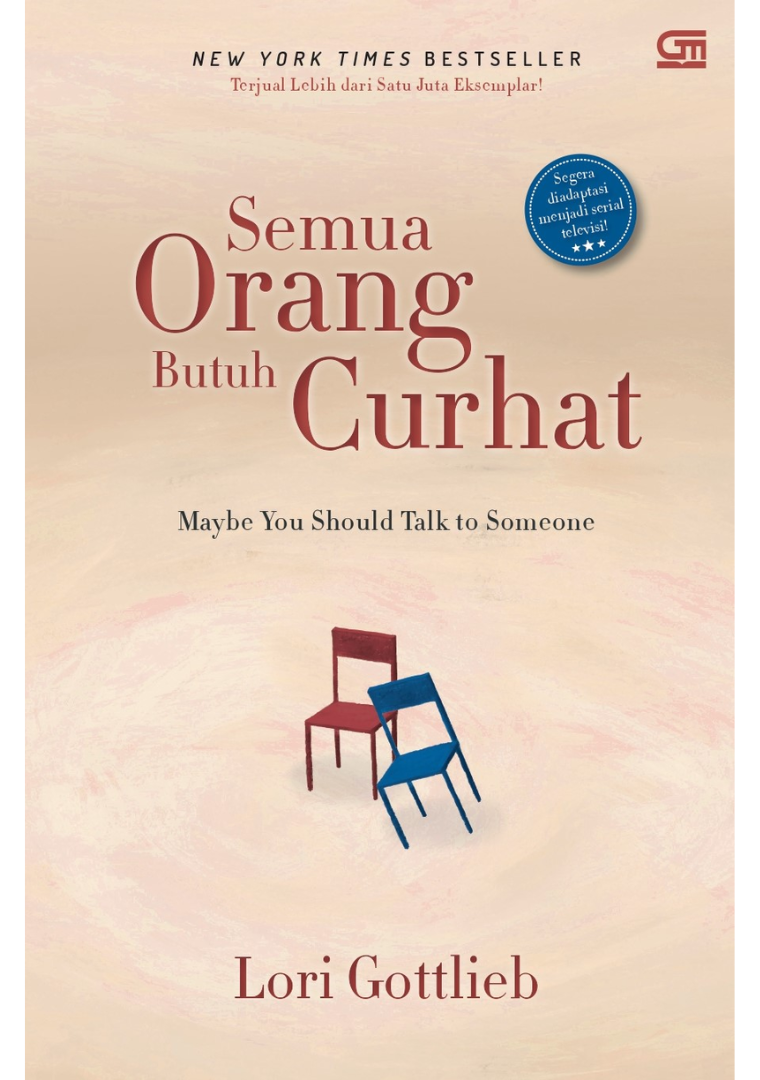 NEW YORK TIMES BESTSELLER
Terjual Lebih dari Satu Juta Eksemplar!
GM
Segera
diadaptasi
menjadi serial
televisi!
Semua
Orang
Butuh Curhat
Maybe You Should Talk to Someone
Lori Gottlieb